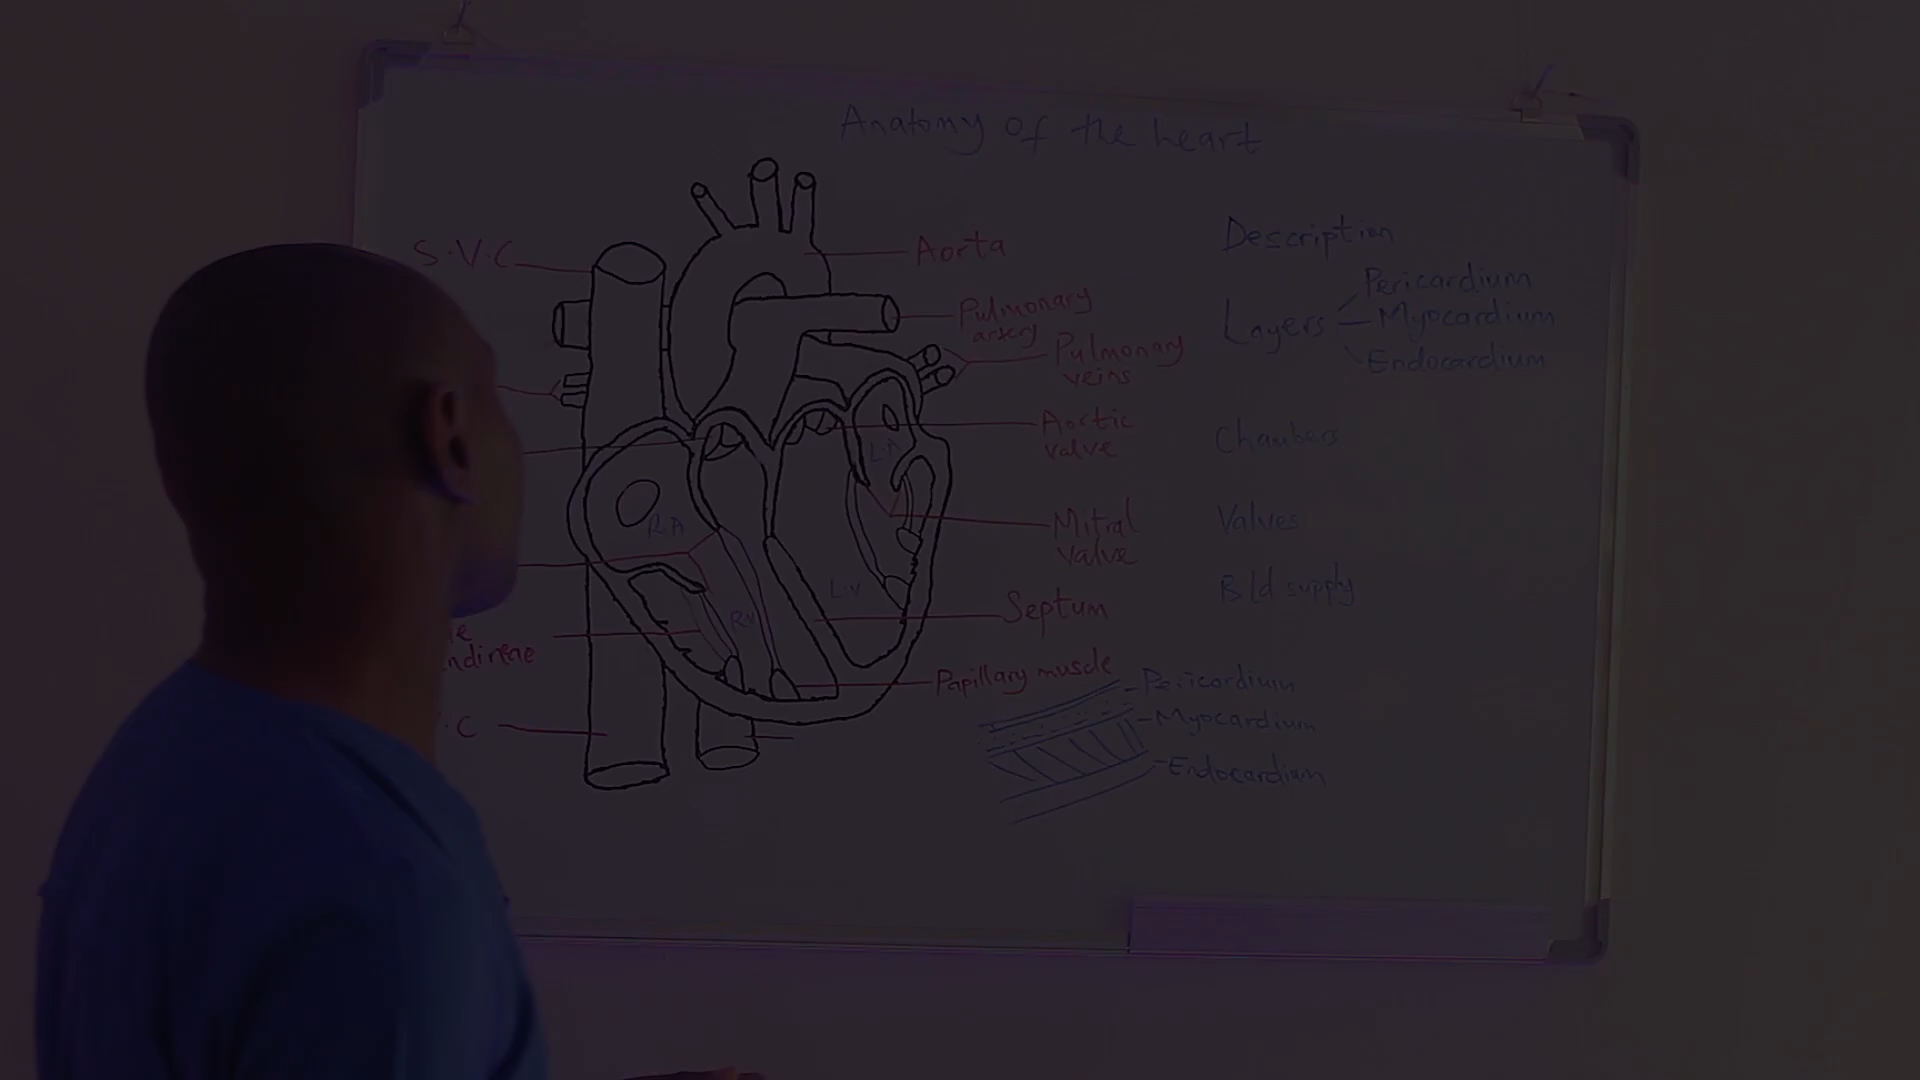 Anatomy of the heart
S.V.C
Aorta
Pulmonary
artery
Pulmonary
veins
Aortic
valve
L.A
R.A
Mitral
valve
L.V
R.V
Septum
Papillary muscle
ndineae
.C
Description
Layers
Pericardium
Myocardium
Endocardium
Chambers
Valves
Bld supply
Pericardium
Myocardium
Endocardium